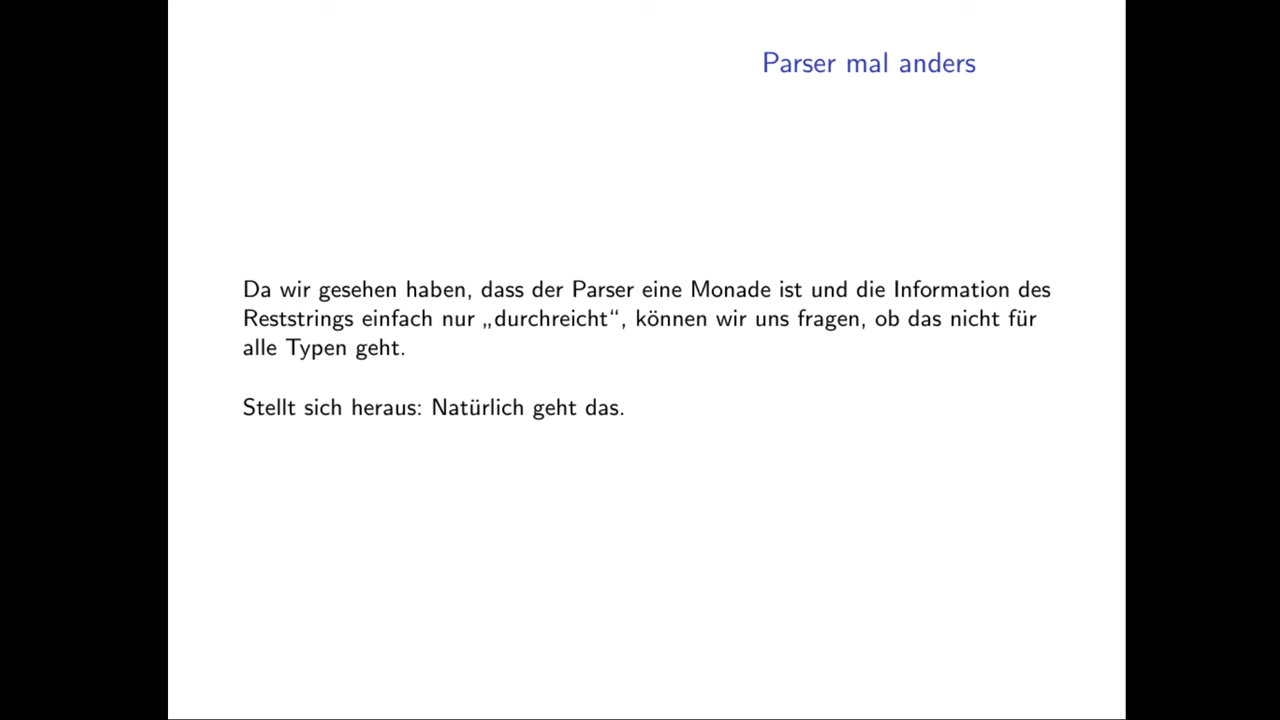 Parser mal anders
Da wir gesehen haben, dass der Parser eine Monade ist und die Information des
Reststrings einfach nur „durchreicht“, können wir uns fragen, ob das nicht für
alle Typen geht.
Stellt sich heraus: Natürlich geht das.